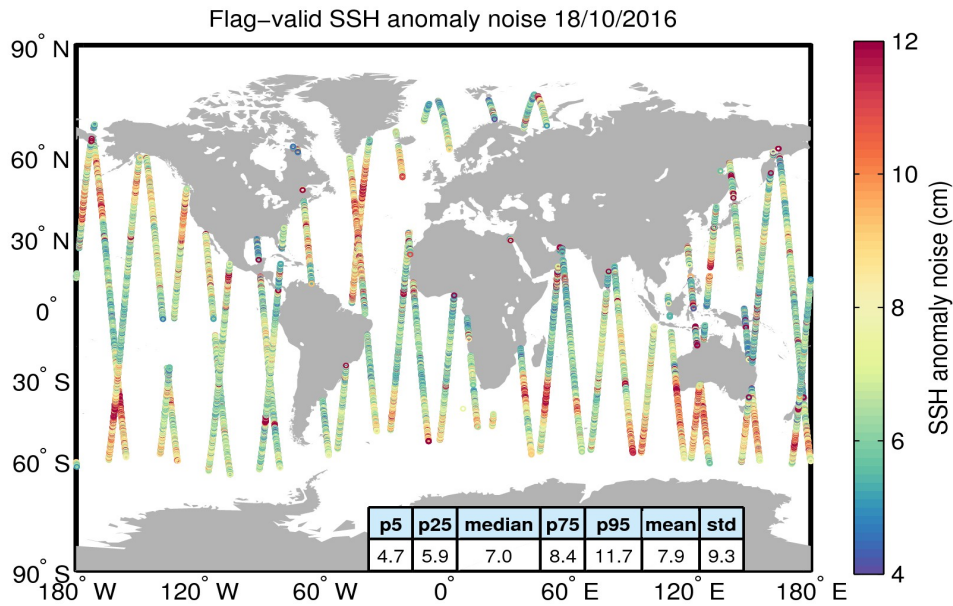 Flag−valid SSH anomaly noise 18/10/2016
90° N
60° N
30° N
0°
30° S
60° S
90° S
180° W
120° W
60° W
0°
60° E
120° E
180° E
p5 p25 median p75 p95 mean std
4.7 5.9 7.0 8.4 11.7 7.9 9.3
12
10
8
6
4
SSH anomaly noise (cm)